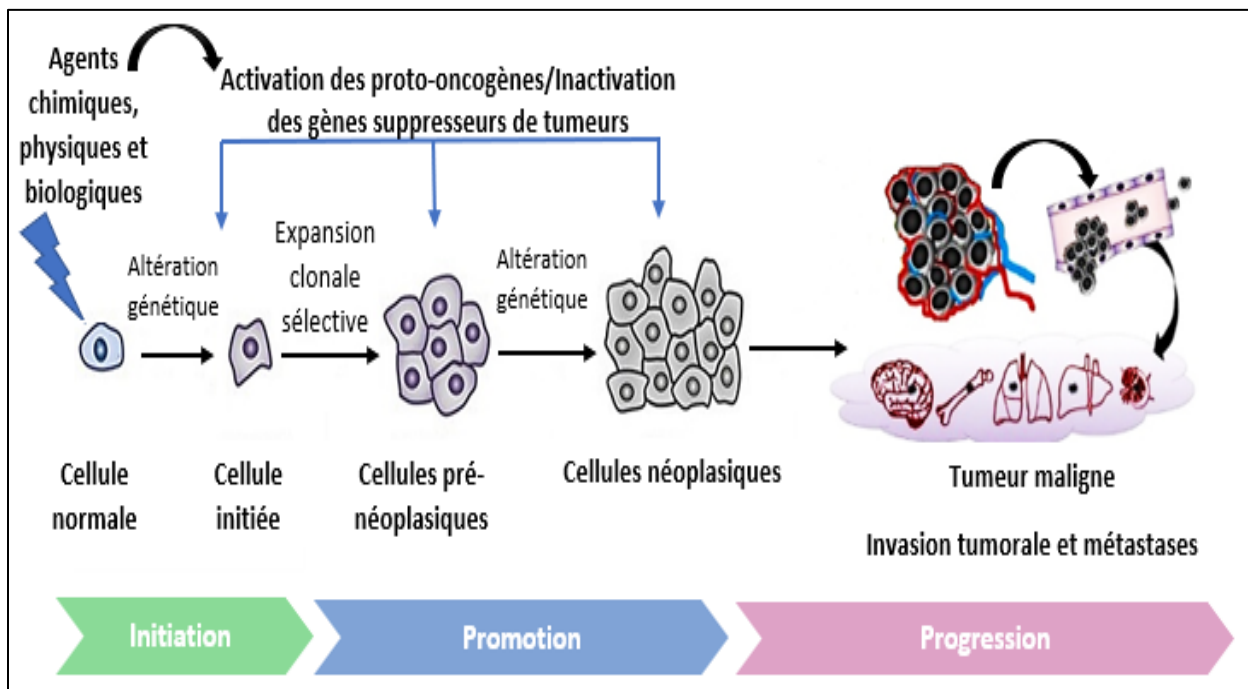 Agents
chimiques,
physiques et
biologiques
Activation des proto-oncogènes/Inactivation
des gènes suppresseurs de tumeurs
Altération
génétique
Expansion
clonale
sélective
Altération
génétique
Cellule
normale
Cellule
initiée
Cellules pré-
néoplasiques
Cellules néoplasiques
Tumeur maligne
Invasion tumorale et métastases
Initiation
Promotion
Progression